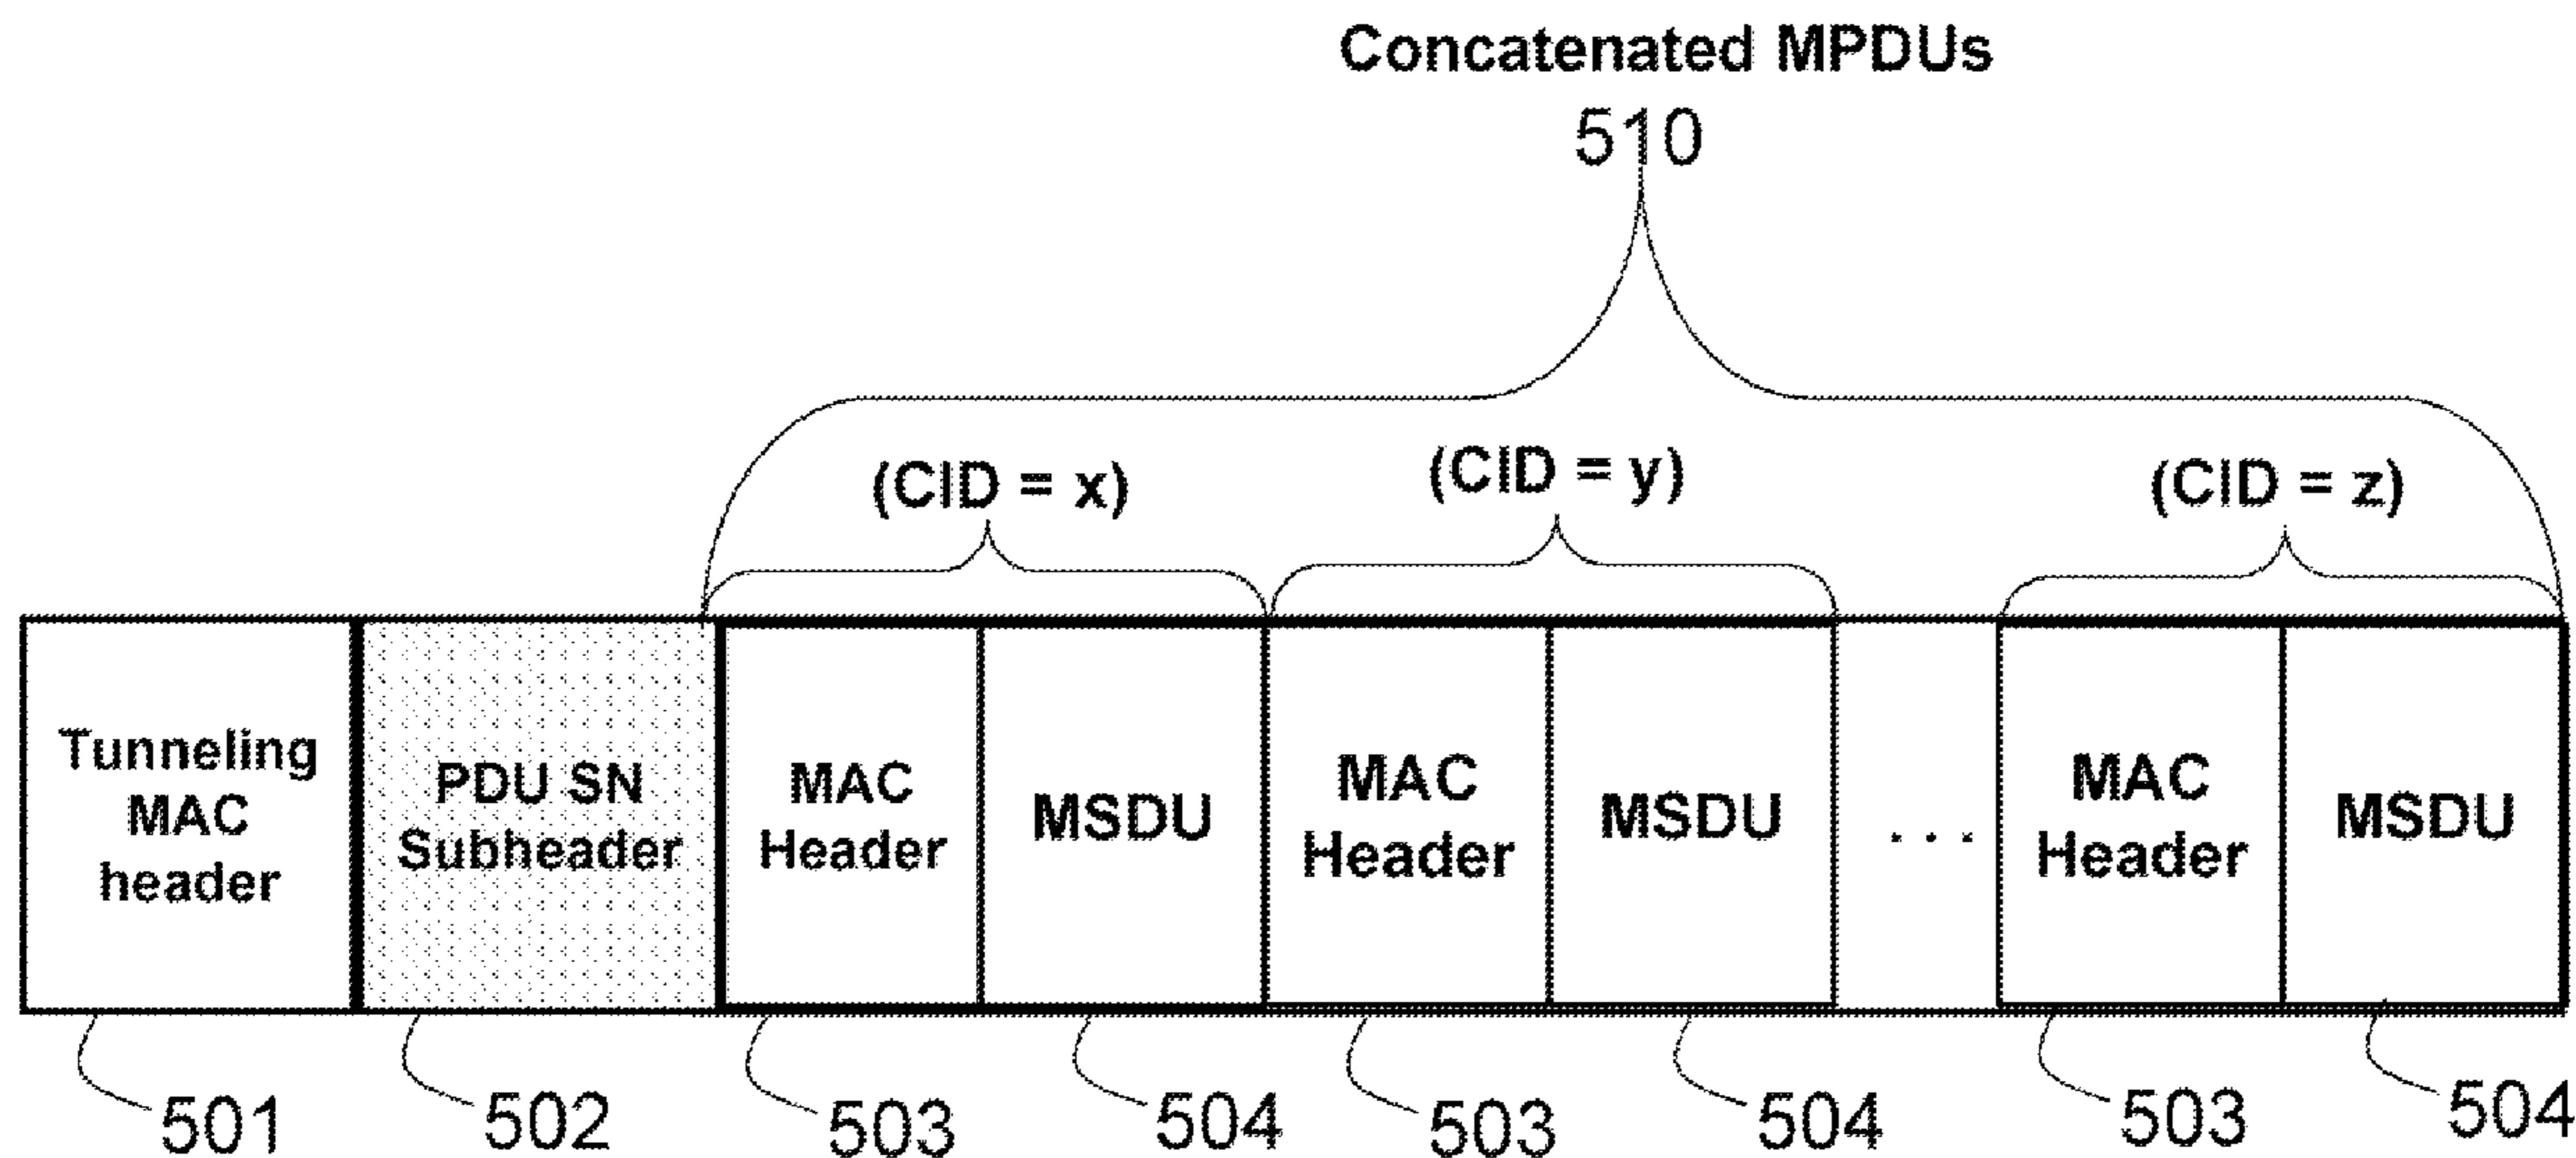 Concatenated MPDUs
510
(CID = x)
(CID = y)
(CID = z)
Tunneling
MAC
header
PDU SN
Subheader
MAC
Header
MSDU
MAC
Header
MSDU
. . .
MAC
Header
MSDU
501
502
503
504
503
504
503
504